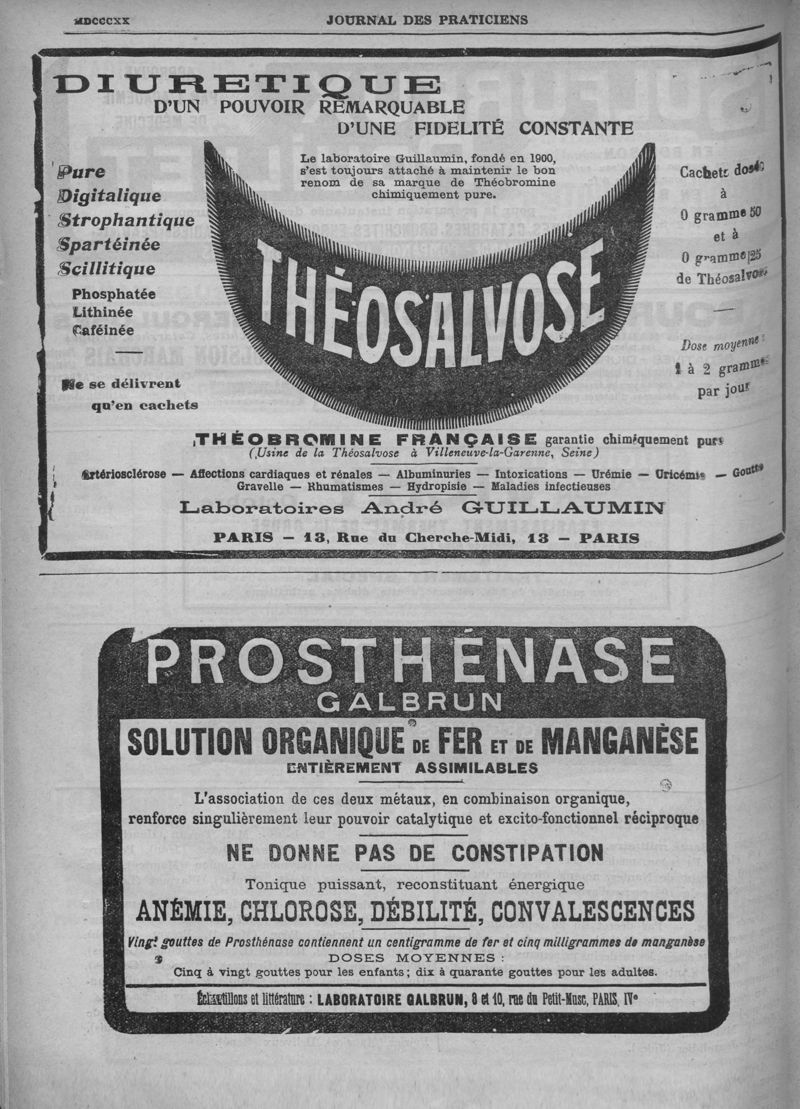 MDCCCXX
JOURNAL DES PRATICIENS
DIURETIQUE
D'UN POUVOIR REMARQUABLE
D'UNE FIDELITÉ CONSTANTE
Le laboratoire Guillaumin, fondé en 1900,
s'est toujours attaché à maintenir le bon
renom de sa marque de Théobromine
chimiquement pure.
Pure
Digitalique
Strophantique
Spartéinée
Scillitique
Phosphatée
Lithinée
Caféinée
Ne se délivrent
qu'en cachets
THÉOSALVOSE
Cachets dosés
à
0 gramme 50
et à
0 gramme 25
de Théosalvose
Dose moyenne :
1 à 2 grammes
par jour
THÉOBROMINE FRANÇAISE garantie chimiquement pure
(Usine de la Théosalvose à Villeneuve-la-Garenne, Seine)
Artériosclérose — Affections cardiaques et rénales — Albuminuries — Intoxications — Urémie — Uricémie — Goutte
Gravelle — Rhumatismes — Hydropisie — Maladies infectieuses
Laboratoires André GUILLAUMIN
PARIS — 13, Rue du Cherche-Midi, 13 — PARIS
PROSTHÉNASE
GALBRUN
SOLUTION ORGANIQUE DE FER ET DE MANGANÈSE
ENTIÈREMENT ASSIMILABLES
L'association de ces deux métaux, en combinaison organique,
renforce singulièrement leur pouvoir catalytique et excito-fonctionnel réciproque
NE DONNE PAS DE CONSTIPATION
Tonique puissant, reconstituant énergique
ANÉMIE, CHLOROSE, DÉBILITÉ, CONVALESCENCES
Vingt gouttes de Prosthénase contiennent un centigramme de fer et cinq milligrammes de manganèse
DOSES MOYENNES :
Cinq à vingt gouttes pour les enfants ; dix à quarante gouttes pour les adultes.
Échantillons et littérature : LABORATOIRE GALBRUN, 8 et 10, rue du Petit-Musc, PARIS, IVe